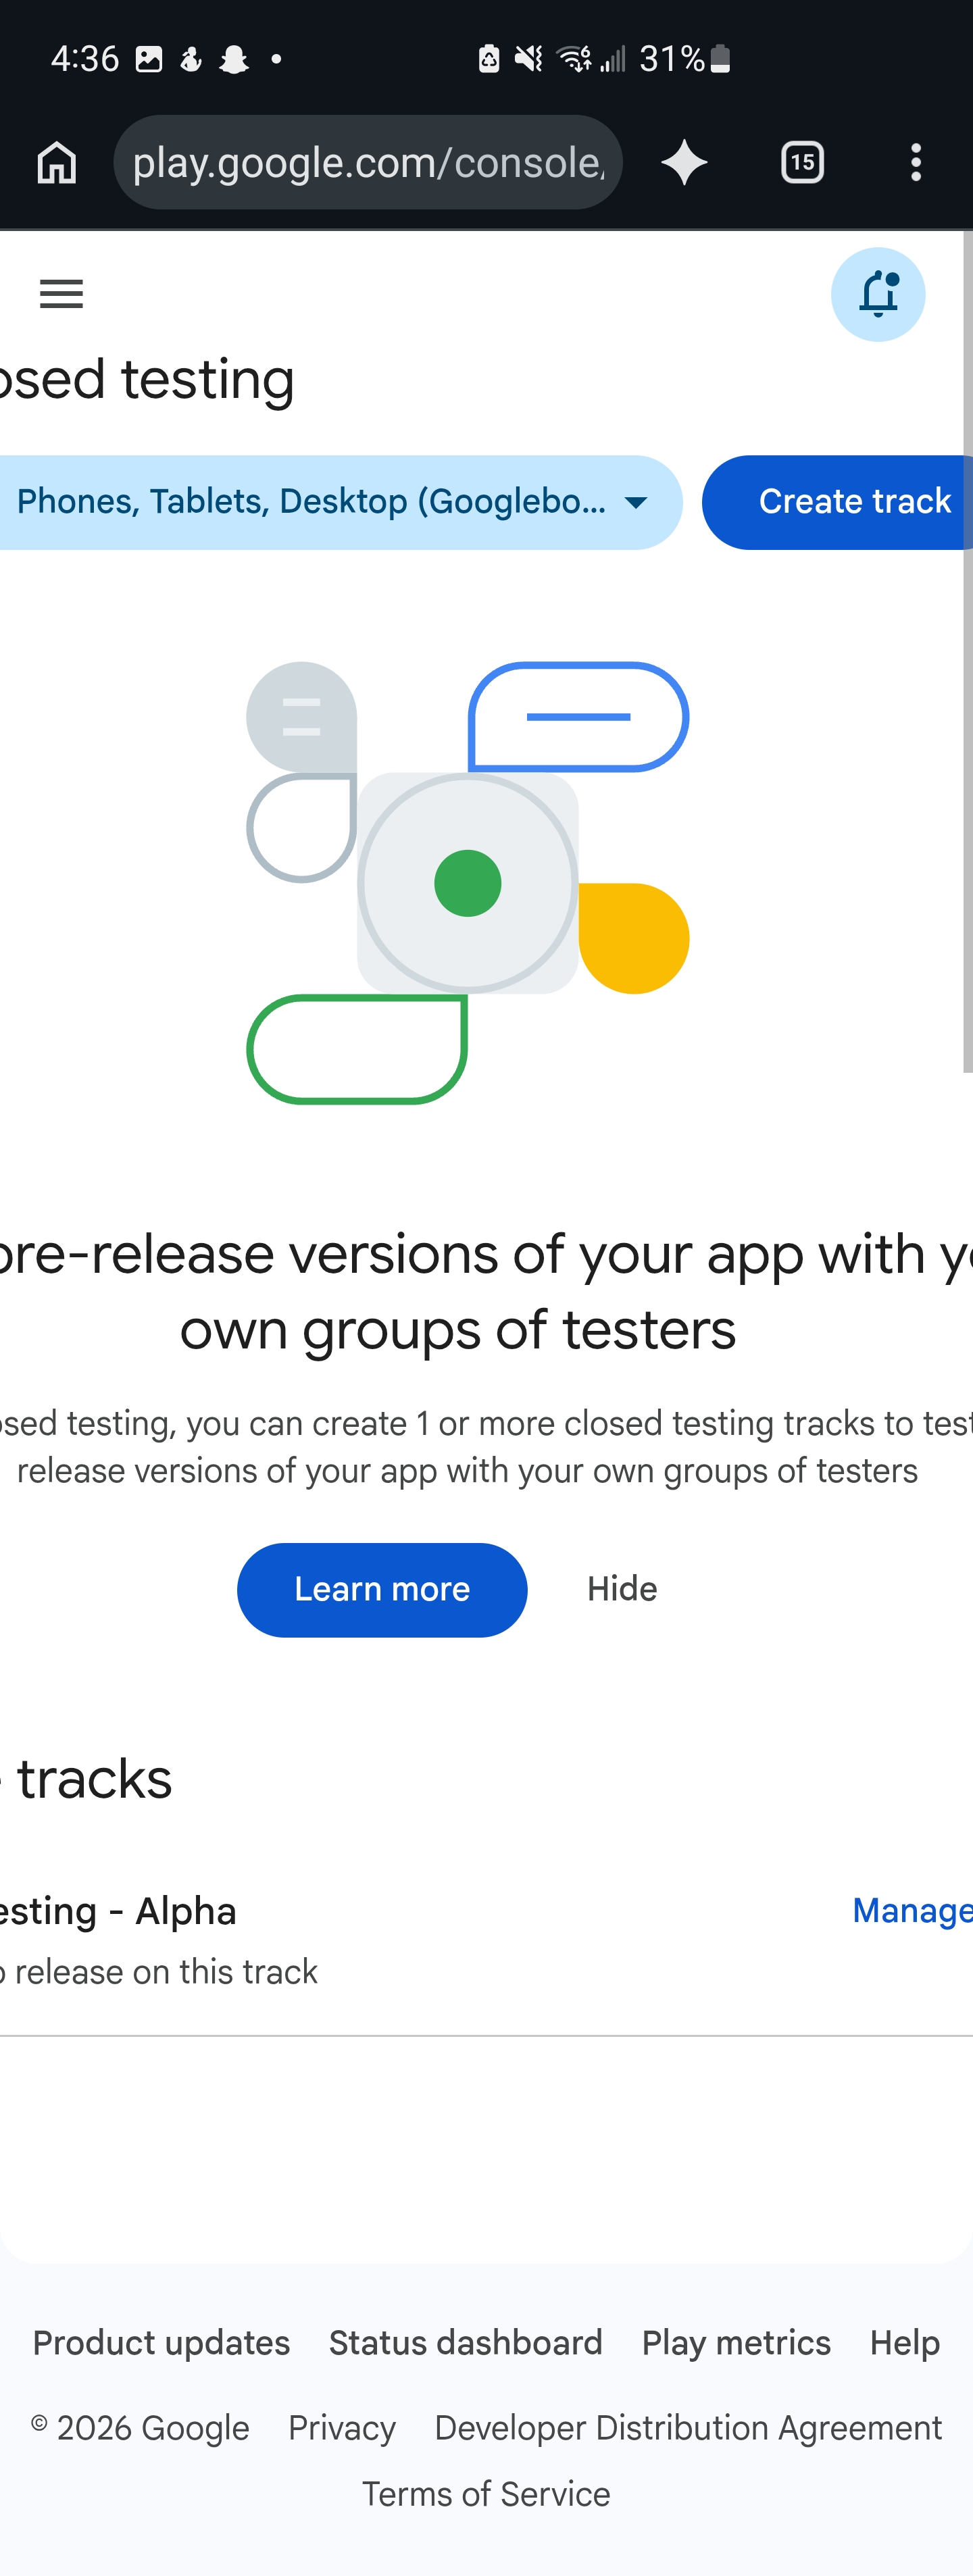 4:36 31%
play.google.com/console/
15
osed testing
Phones, Tablets, Desktop (Googlebo... Create track
pre-release versions of your app with yo
own groups of testers
osed testing, you can create 1 or more closed testing tracks to test
release versions of your app with your own groups of testers
Learn more Hide
e tracks
esting - Alpha Manage
o release on this track
Product updates Status dashboard Play metrics Help
© 2026 Google Privacy Developer Distribution Agreement
Terms of Service